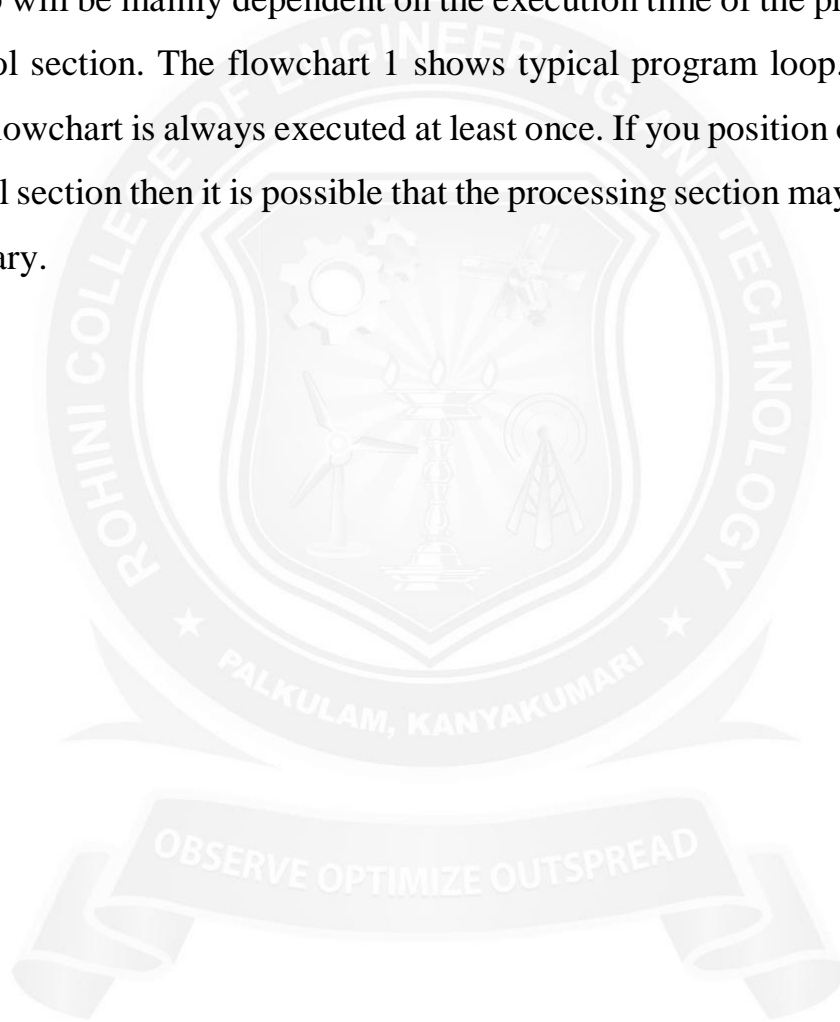 will be mainly dependent on the execution time of the
ol section. The flowchart 1 shows typical program loop.
lowchart is always executed at least once. If you position
l section then it is possible that the processing section may
ary.
ROHINI COLLEGE OF ENGINEERING AND TECHNOLOGY
PALKULAM, KANYAKUMARI
OBSERVE OPTIMIZE OUTSPREAD